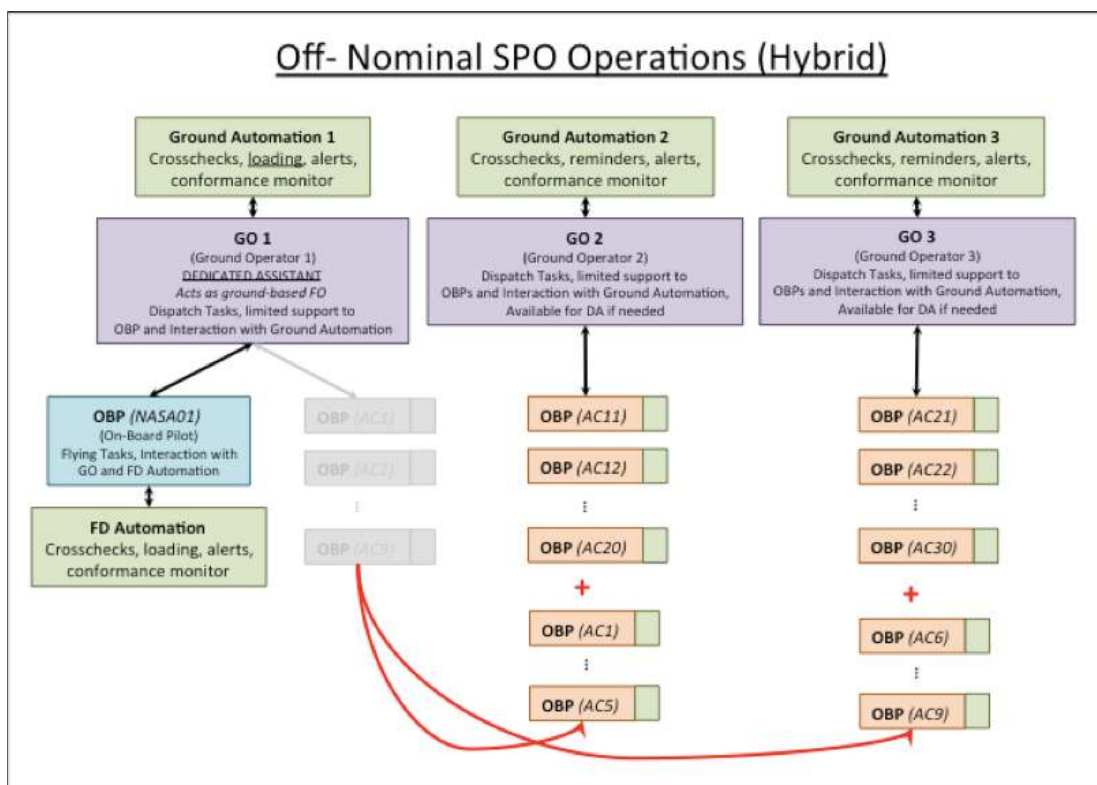 Off- Nominal SPO Operations (Hybrid)
Ground Automation 1
Crosschecks, loading, alerts,
conformance monitor
Ground Automation 2
Crosschecks, reminders, alerts,
conformance monitor
Ground Automation 3
Crosschecks, reminders, alerts,
conformance monitor
GO 1
(Ground Operator 1)
DEDICATED ASSISTANT
Acts as ground-based FO
Dispatch Tasks, limited support to
OBP and Interaction with Ground Automation
GO 2
(Ground Operator 2)
Dispatch Tasks, limited support to
OBPs and Interaction with Ground Automation,
Available for DA if needed
GO 3
(Ground Operator 3)
Dispatch Tasks, limited support to
OBPs and Interaction with Ground Automation,
Available for DA if needed
OBP (NASA01)
(On-Board Pilot)
Flying Tasks, Interaction with
GO and FD Automation
FD Automation
Crosschecks, loading, alerts,
conformance monitor
OBP (AC1)
OBP (AC2)
⋮
OBP (AC9)
OBP (AC11)
OBP (AC12)
⋮
OBP (AC20)
+
OBP (AC1)
⋮
OBP (AC5)
OBP (AC21)
OBP (AC22)
⋮
OBP (AC30)
+
OBP (AC6)
⋮
OBP (AC9)